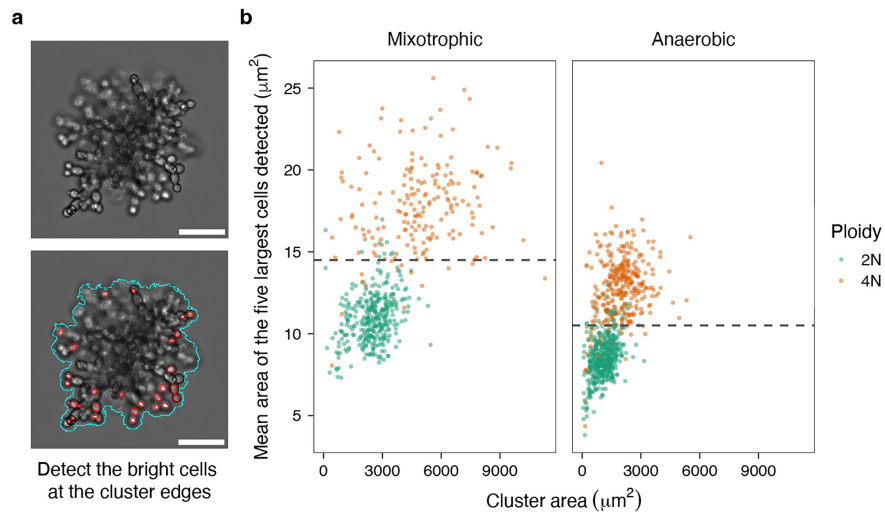 a
b
Detect the bright cells
at the cluster edges
Mixotrophic
Anaerobic
Mean area of the five largest cells detected (μm²)
25
20
15
10
5
0
3000
6000
9000
0
3000
6000
9000
Cluster area (μm²)
Ploidy
2N
4N